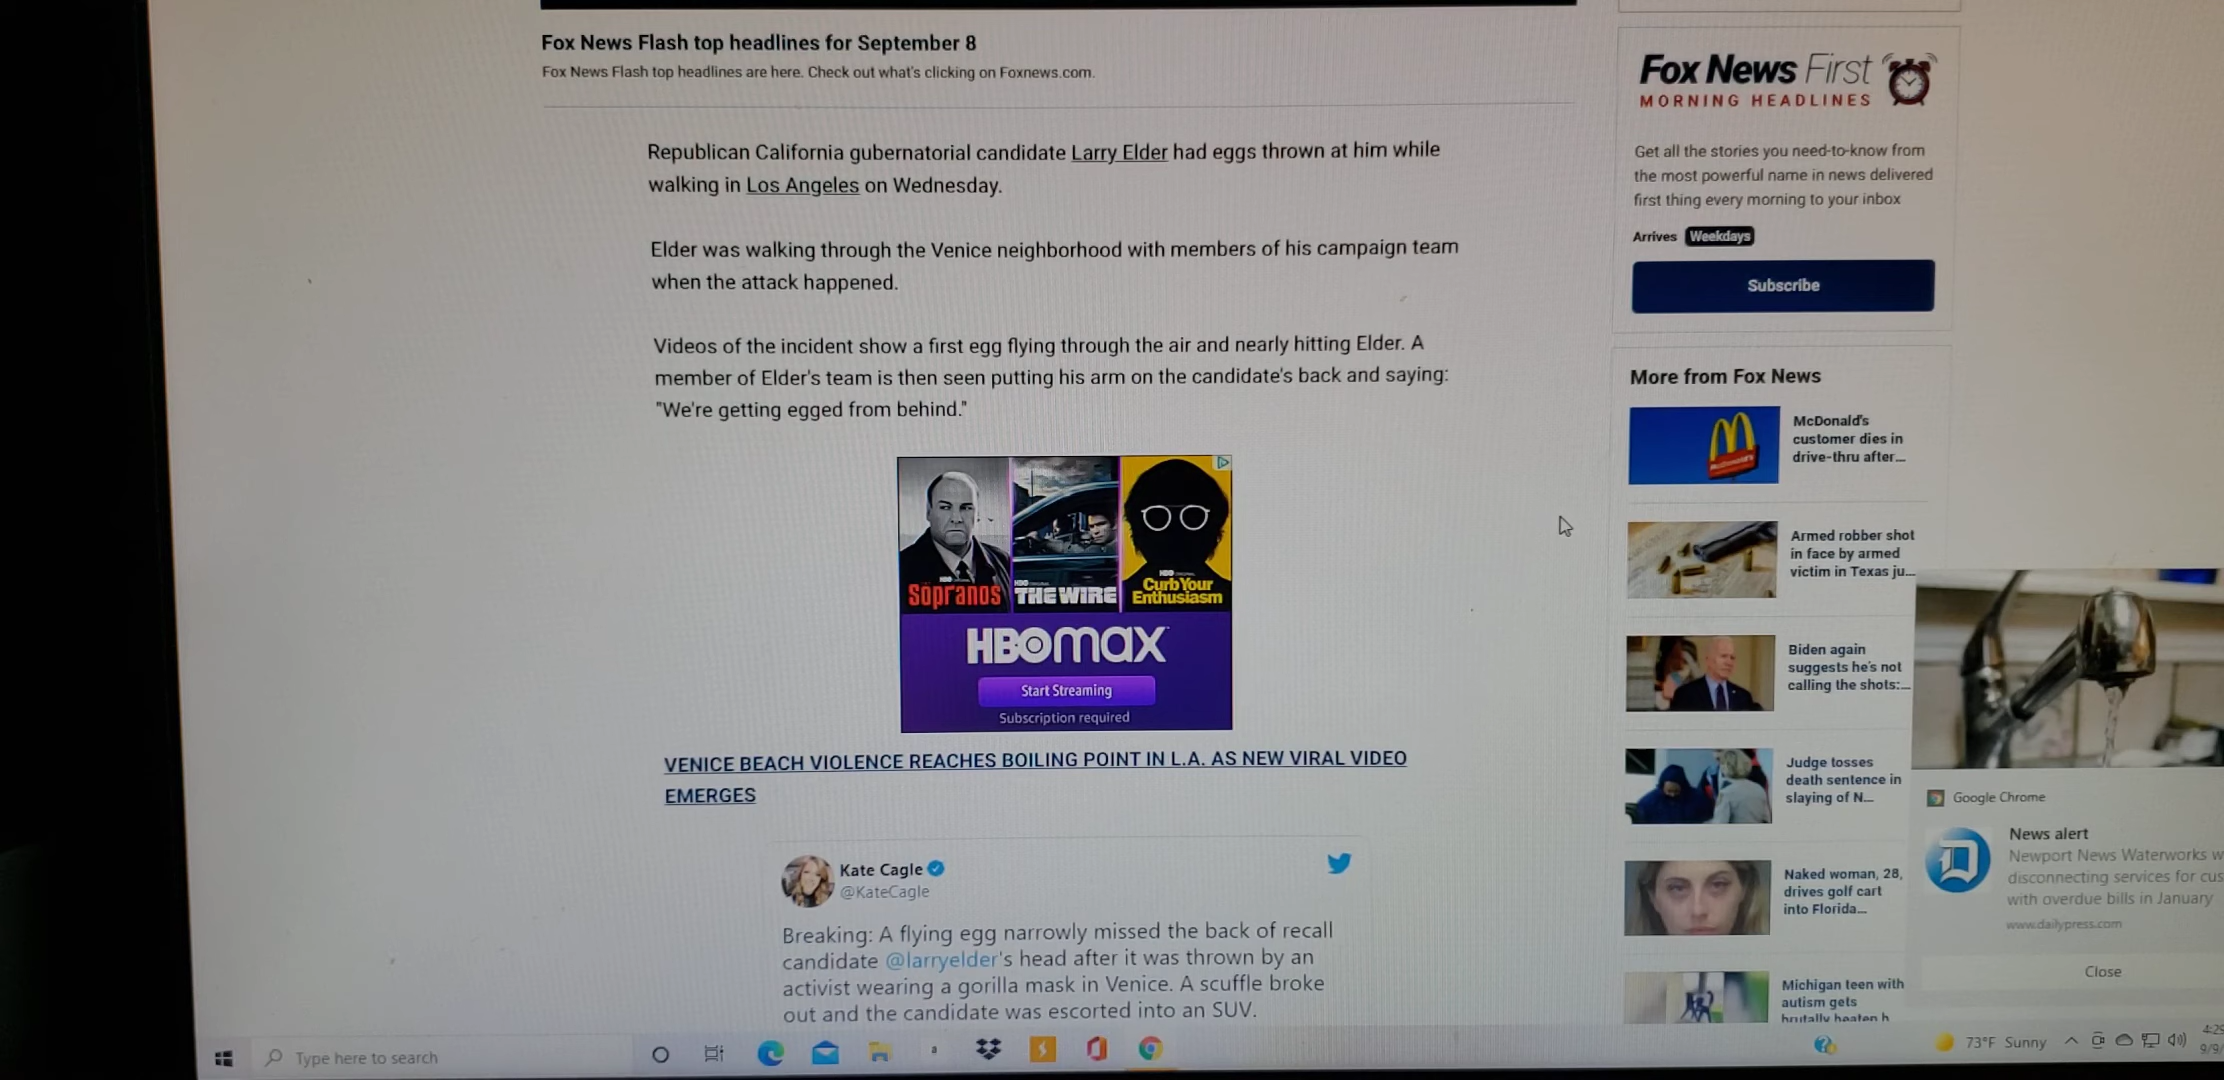 Fox News Flash top headlines for September 8
Fox News Flash top headlines are here. Check out what's clicking on Foxnews.com.
Republican California gubernatorial candidate Larry Elder had eggs thrown at him while
walking in Los Angeles on Wednesday.
Elder was walking through the Venice neighborhood with members of his campaign team
when the attack happened.
Videos of the incident show a first egg flying through the air and nearly hitting Elder. A
member of Elder's team is then seen putting his arm on the candidate's back and saying:
"We're getting egged from behind."
HBO
Sopranos
HBO
THE WIRE
HBO
Curb Your
Enthusiasm
HBOmax
Start Streaming
Subscription required
VENICE BEACH VIOLENCE REACHES BOILING POINT IN L.A. AS NEW VIRAL VIDEO
EMERGES
Kate Cagle
@KateCagle
Breaking: A flying egg narrowly missed the back of recall
candidate @larryelder's head after it was thrown by an
activist wearing a gorilla mask in Venice. A scuffle broke
out and the candidate was escorted into an SUV.
Fox News First
MORNING HEADLINES
Get all the stories you need-to-know from
the most powerful name in news delivered
first thing every morning to your inbox
Arrives Weekdays
Subscribe
More from Fox News
McDonald's
McDonald's
customer dies in
drive-thru after...
Armed robber shot
in face by armed
victim in Texas ju...
Biden again
suggests he's not
calling the shots:...
Judge tosses
death sentence in
slaying of N...
Naked woman, 28,
drives golf cart
into Florida...
Michigan teen with
autism gets
brutally beaten h
Google Chrome
D
News alert
Newport News Waterworks w
disconnecting services for cus
with overdue bills in January
www.dailypress.com
Close
Type here to search
a
73°F Sunny
4:29
9/9/